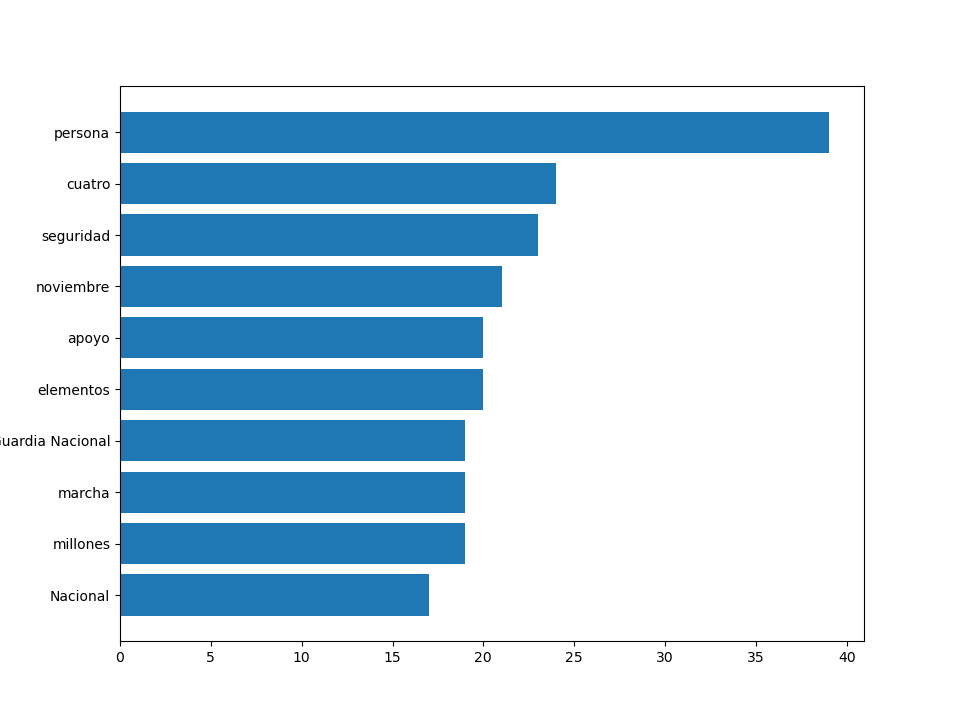 persona
cuatro
seguridad
noviembre
apoyo
elementos
uardia Nacional
marcha
millones
Nacional
0 5 10 15 20 25 30 35 40